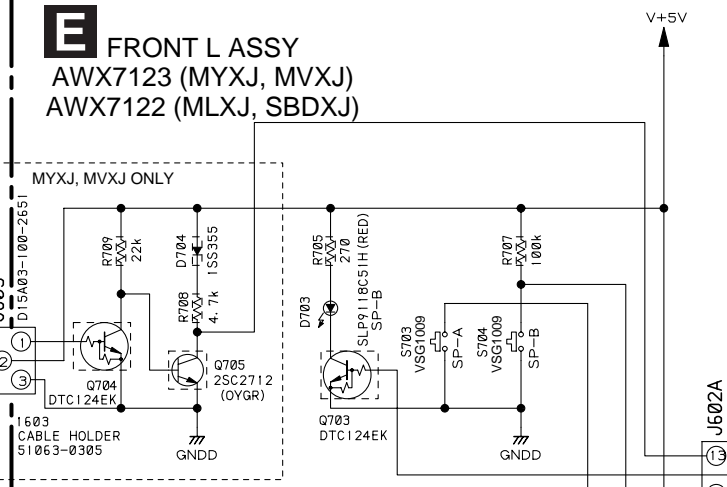 V+5V
E FRONT L ASSY
AWX7123 (MYXJ, MVXJ)
AWX7122 (MLXJ, SBDXJ)
MYXJ, MVXJ ONLY
D15A03-100-2651
R709
22k
D704
1SS355
R708
4.7k
R705
270
D703
SLP9118C51H(RED)
SP-B
R707
100k
S703
VSG1009
SP-A
S704
VSG1009
SP-B
1
2
3
Q704
DTC124EK
Q705
2SC2712
(OYGR)
Q703
DTC124EK
1603
CABLE HOLDER
51063-0305
GNDD
GNDD
J602A
13